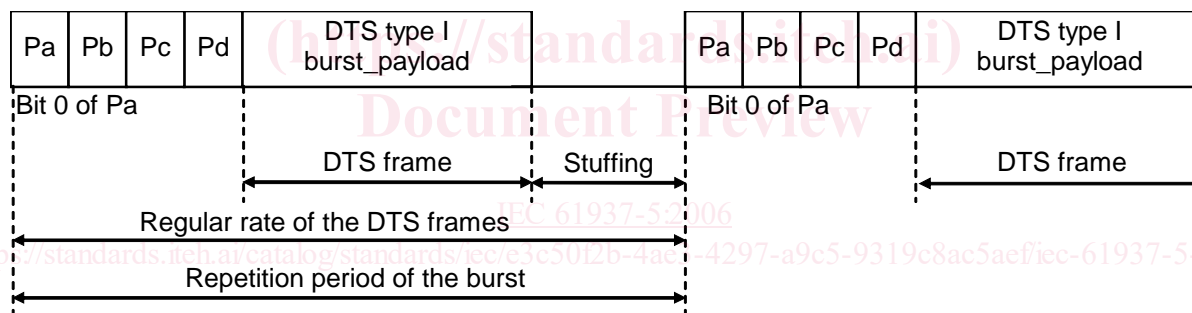 Pa Pb Pc Pd DTS type I burst_payload Pa Pb Pc Pd DTS type I burst_payload
(https://standards.iteh.ai)
Bit 0 of Pa Bit 0 of Pa
Document Preview
DTS frame Stuffing DTS frame
Regular rate of the DTS frames
IEC 61937-5:2006
ps://standards.iteh.ai/catalog/standards/iec/e3c50f2b-4ae3-4297-a9c5-9319c8ac5aef/iec-61937-5-
Repetition period of the burst